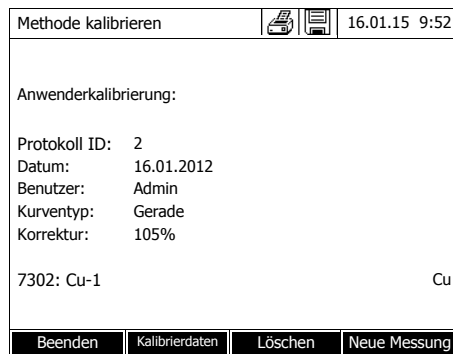 Methode kalibrieren 16.01.15 9:52
Anwenderkalibrierung:
Protokoll ID: 2
Datum: 16.01.2012
Benutzer: Admin
Kurventyp: Gerade
Korrektur: 105%
7302: Cu-1 Cu
Beenden Kalibrierdaten Löschen Neue Messung